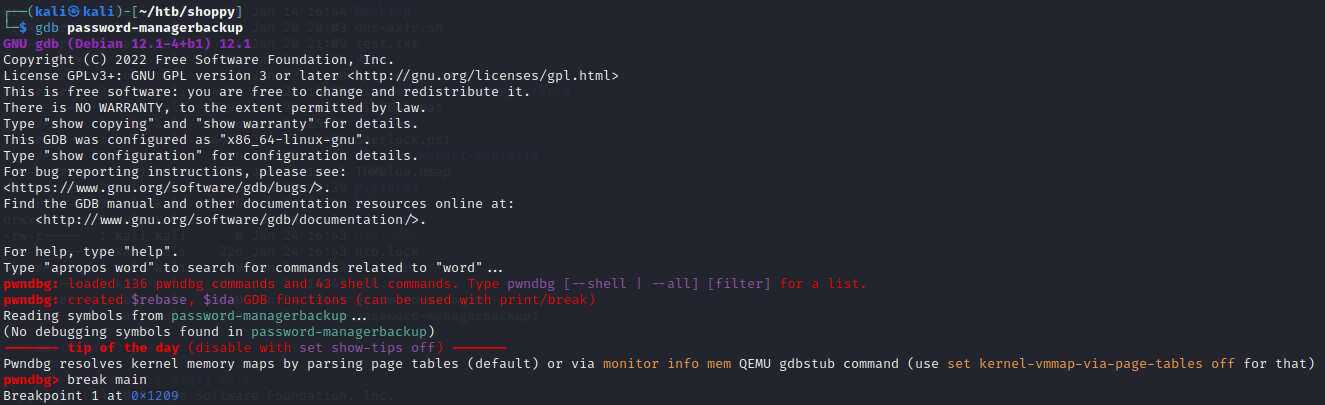 ┌──(kali㉿kali)-[~/htb/shoppy]
└─$ gdb password-managerbackup
GNU gdb (Debian 12.1-4+b1) 12.1
Copyright (C) 2022 Free Software Foundation, Inc.
License GPLv3+: GNU GPL version 3 or later <http://gnu.org/licenses/gpl.html>
This is free software: you are free to change and redistribute it.
There is NO WARRANTY, to the extent permitted by law.
Type "show copying" and "show warranty" for details.
This GDB was configured as "x86_64-linux-gnu".
Type "show configuration" for configuration details.
For bug reporting instructions, please see:
<https://www.gnu.org/software/gdb/bugs/>.
Find the GDB manual and other documentation resources online at:
    <http://www.gnu.org/software/gdb/documentation/>.

For help, type "help".
Type "apropos word" to search for commands related to "word"...
pwndbg: loaded 136 pwndbg commands and 43 shell commands. Type pwndbg [--shell | --all] [filter] for a list.
pwndbg: created $rebase, $ida GDB functions (can be used with print/break)
Reading symbols from password-managerbackup...
(No debugging symbols found in password-managerbackup)
------- tip of the day (disable with set show-tips off) -------
Pwndbg resolves kernel memory maps by parsing page tables (default) or via monitor info mem QEMU gdbstub command (use set kernel-vmmap-via-page-tables off for that)
pwndbg> break main
Breakpoint 1 at 0×1209